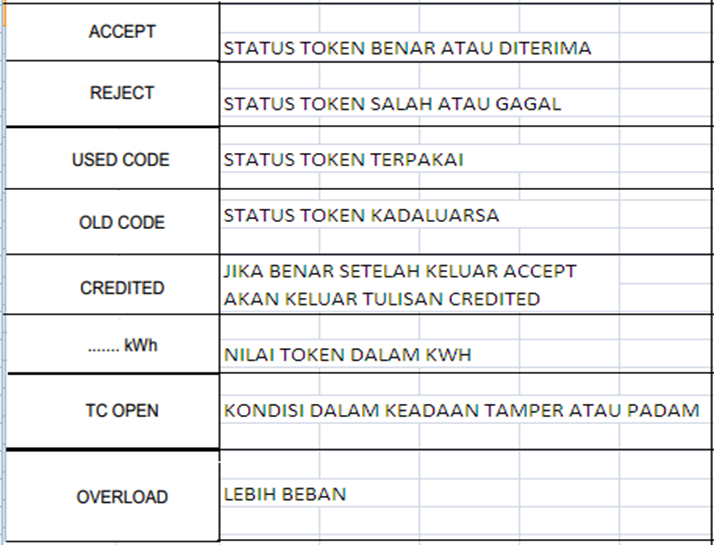 ACCEPT
STATUS TOKEN BENAR ATAU DITERIMA
REJECT
STATUS TOKEN SALAH ATAU GAGAL
USED CODE
STATUS TOKEN TERPAKAI
OLD CODE
STATUS TOKEN KADALUARSA
CREDITED
JIKA BENAR SETELAH KELUAR ACCEPT
AKAN KELUAR TULISAN CREDITED
....... kWh
NILAI TOKEN DALAM KWH
TC OPEN
KONDISI DALAM KEADAAN TAMPER ATAU PADAM
OVERLOAD
LEBIH BEBAN